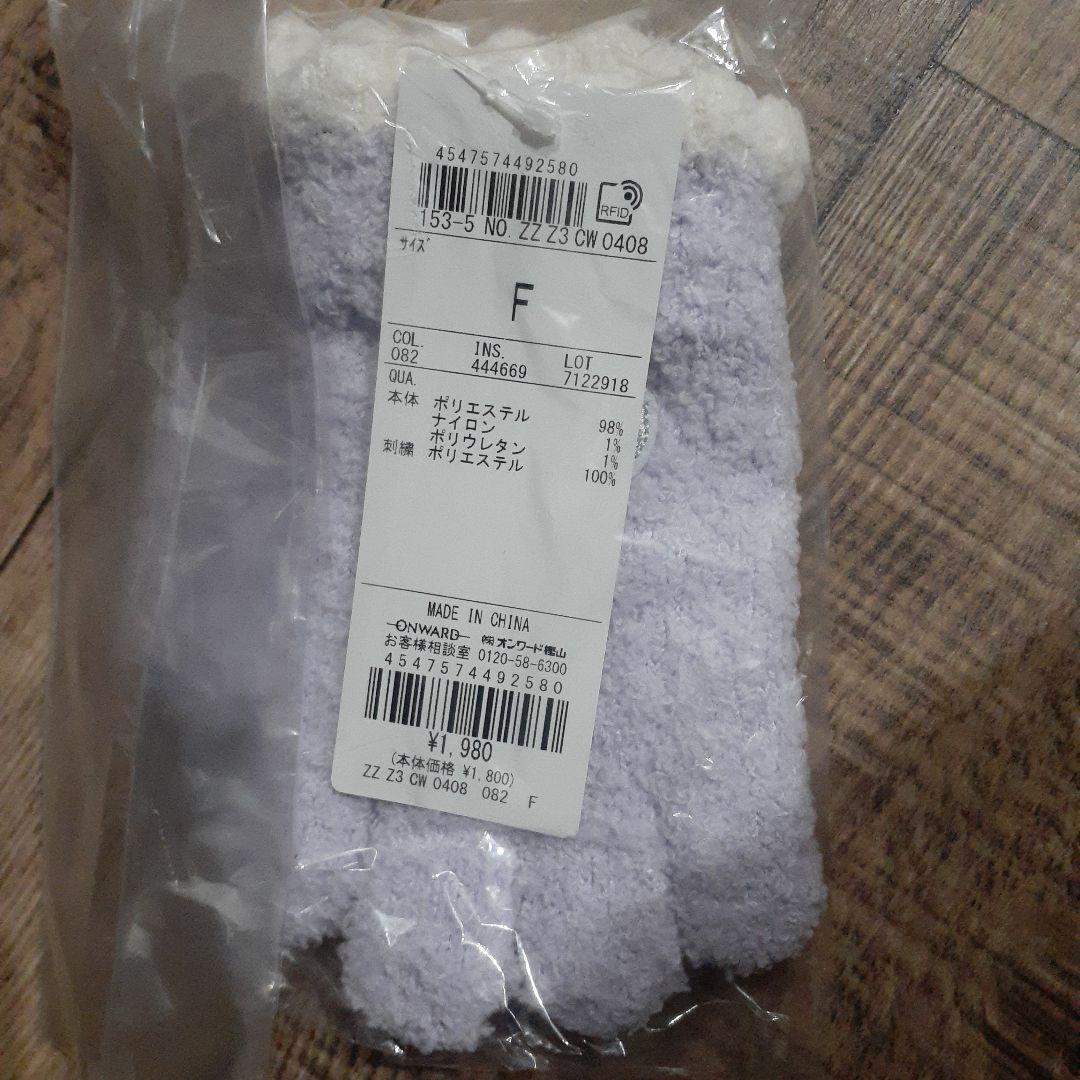 4547574492580
RFID
153-5 NO. ZZ Z3 CW 0408
サイズ
F
COL. INS. LOT
082 444669 7122918
QUA.
本体 ポリエステル 98%
ナイロン 1%
ポリウレタン 1%
刺繍 ポリエステル 100%
MADE IN CHINA
ONWARD ㈱オンワード樫山
お客様相談室 0120-58-6300
4547574492580
¥1,980
(本体価格 ¥1,800)
ZZ Z3 CW 0408 082 F